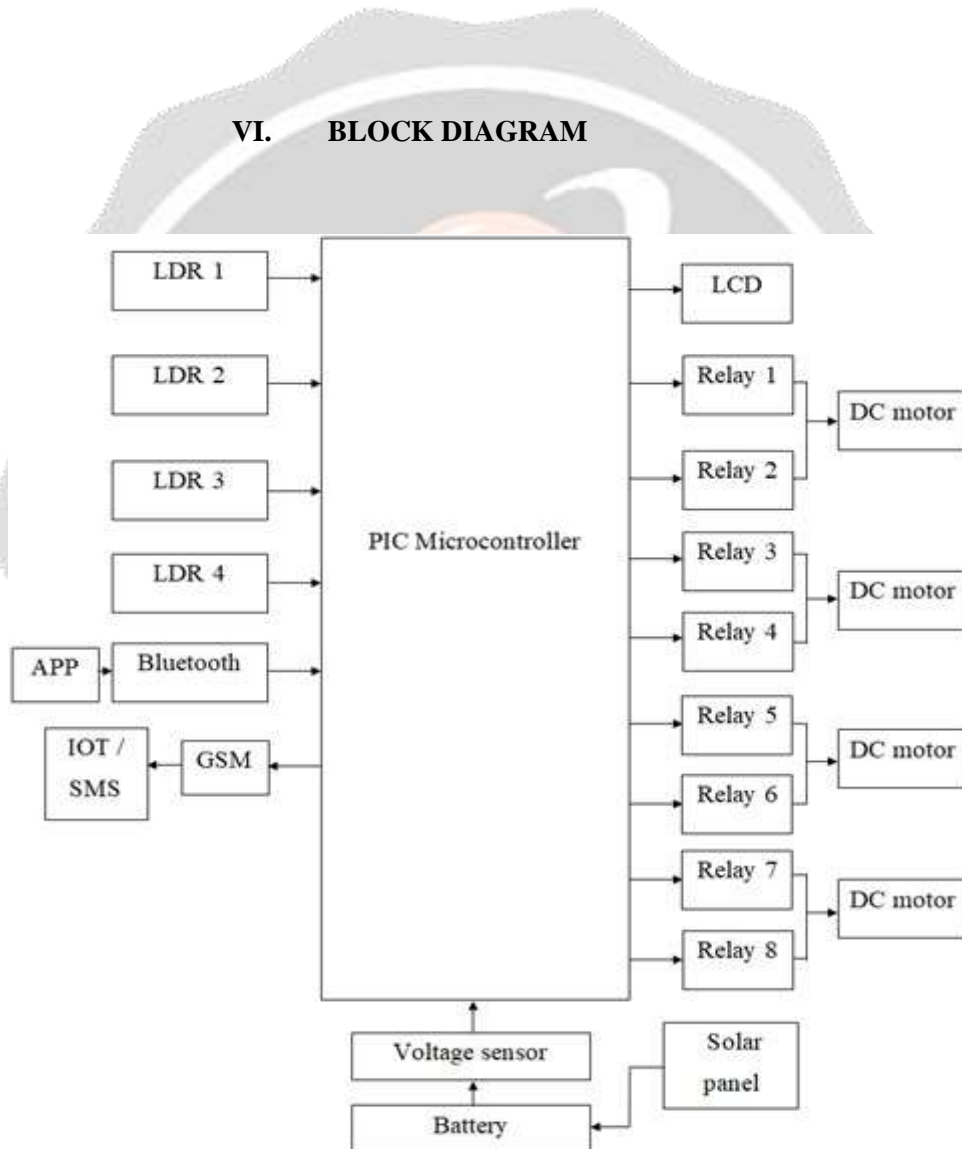 VI. BLOCK DIAGRAM
LDR 1
LDR 2
LDR 3
LDR 4
APP
Bluetooth
IOT /
SMS
GSM
PIC Microcontroller
LCD
Relay 1
Relay 2
DC motor
Relay 3
Relay 4
DC motor
Relay 5
Relay 6
DC motor
Relay 7
Relay 8
DC motor
Voltage sensor
Battery
Solar
panel